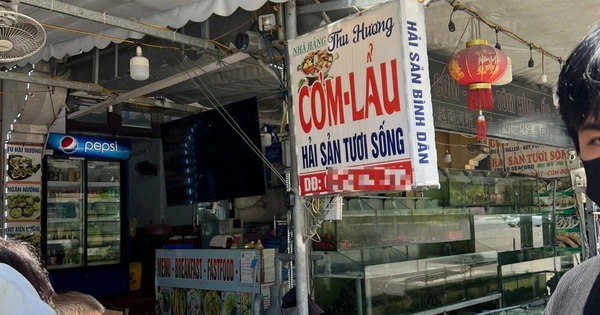 pepsi
NHÀ HÀNG Thu Hương
CƠM-LẨU
HẢI SẢN TƯƠI SỐNG
DĐ:
HẢI SẢN BÌNH DÂN
MENU - BREAKFAST - FASTFOOD
HẢI SẢN TƯƠI SỐNG